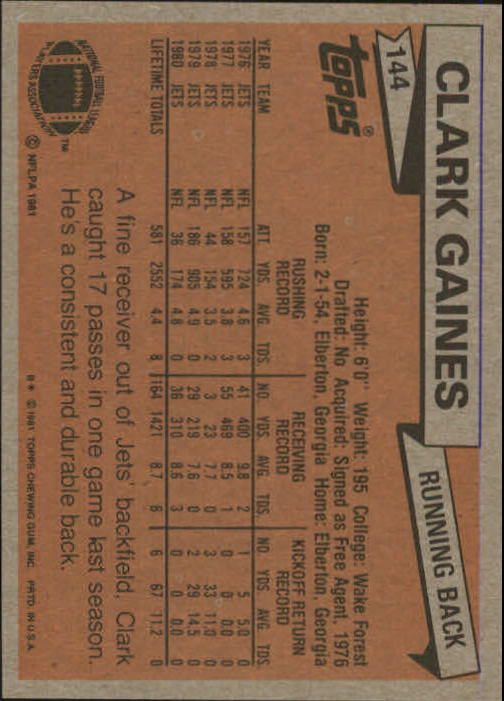 144
CLARK GAINES
RUNNING BACK
topps®
Height: 6'0" Weight: 195 College: Wake Forest
Drafted: No Acquired: Signed as Free Agent, 1976
Born: 2-1-54, Elberton, Georgia Home: Elberton, Georgia
RUSHING RECORD RECEIVING RECORD KICKOFF RETURN RECORD
YEAR TEAM ATT. YDS. AVG. TDS. NO. YDS. AVG. TDS. NO. YDS. AVG. TDS.
1976 JETS NFL 157 724 4.6 3 41 400 9.8 2 1 5 5.0 0
1977 JETS NFL 158 595 3.8 3 55 469 8.5 1 0 0 0.0 0
1978 JETS NFL 44 154 3.5 2 3 23 7.7 0 3 33 11.0 0
1979 JETS NFL 186 905 4.9 0 29 219 7.6 0 2 29 14.5 0
1980 JETS NFL 36 174 4.8 0 36 310 8.6 3 0 0 0.0 0
LIFETIME TOTALS 581 2552 4.4 8 164 1421 8.7 6 6 67 11.2 0
A fine receiver out of Jets' backfield, Clark
caught 17 passes in one game last season.
He's a consistent and durable back.
NATIONAL FOOTBALL LEAGUE
PLAYERS ASSOCIATION
TM
© NFLPA 1981
B* © 1981 TOPPS CHEWING GUM, INC. PRTD. IN U.S.A.